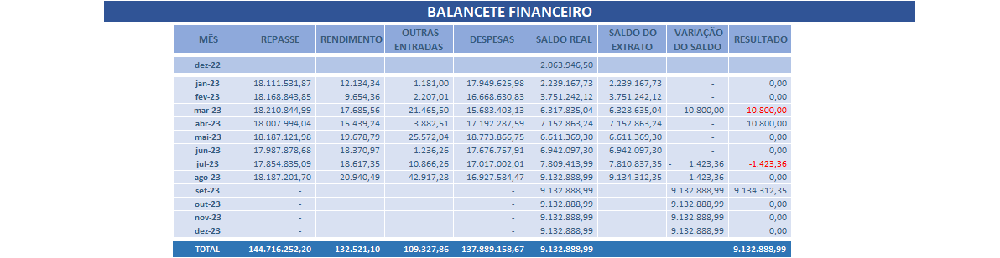 BALANCETE FINANCEIRO
MÊS REPASSE RENDIMENTO OUTRAS ENTRADAS DESPESAS SALDO REAL SALDO DO EXTRATO VARIAÇÃO DO SALDO RESULTADO
dez-22 2.063.946,50
jan-23 18.111.531,87 12.134,34 1.181,00 17.949.625,98 2.239.167,73 2.239.167,73 - 0,00
fev-23 18.168.843,85 9.654,36 2.207,01 16.668.630,83 3.751.242,12 3.751.242,12 - 0,00
mar-23 18.210.844,99 17.685,56 21.465,50 15.683.403,13 6.317.835,04 6.328.635,04 - 10.800,00 -10.800,00
abr-23 18.007.994,04 15.439,24 3.882,51 17.192.287,59 7.152.863,24 7.152.863,24 - 10.800,00
mai-23 18.187.121,98 19.678,79 25.572,04 18.773.866,75 6.611.369,30 6.611.369,30 - 0,00
jun-23 17.987.878,68 18.370,97 1.236,26 17.676.757,91 6.942.097,30 6.942.097,30 - 0,00
jul-23 17.854.835,09 18.617,35 10.866,26 17.017.002,01 7.809.413,99 7.810.837,35 - 1.423,36 -1.423,36
ago-23 18.187.201,70 20.940,49 42.917,28 16.927.584,47 9.132.888,99 9.134.312,35 - 1.423,36 0,00
set-23 - - 9.132.888,99 9.132.888,99 9.134.312,35
out-23 - - 9.132.888,99 9.132.888,99 0,00
nov-23 - - 9.132.888,99 9.132.888,99 0,00
dez-23 - - 9.132.888,99 9.132.888,99 0,00
TOTAL 144.716.252,20 132.521,10 109.327,86 137.889.158,67 9.132.888,99 9.132.888,99